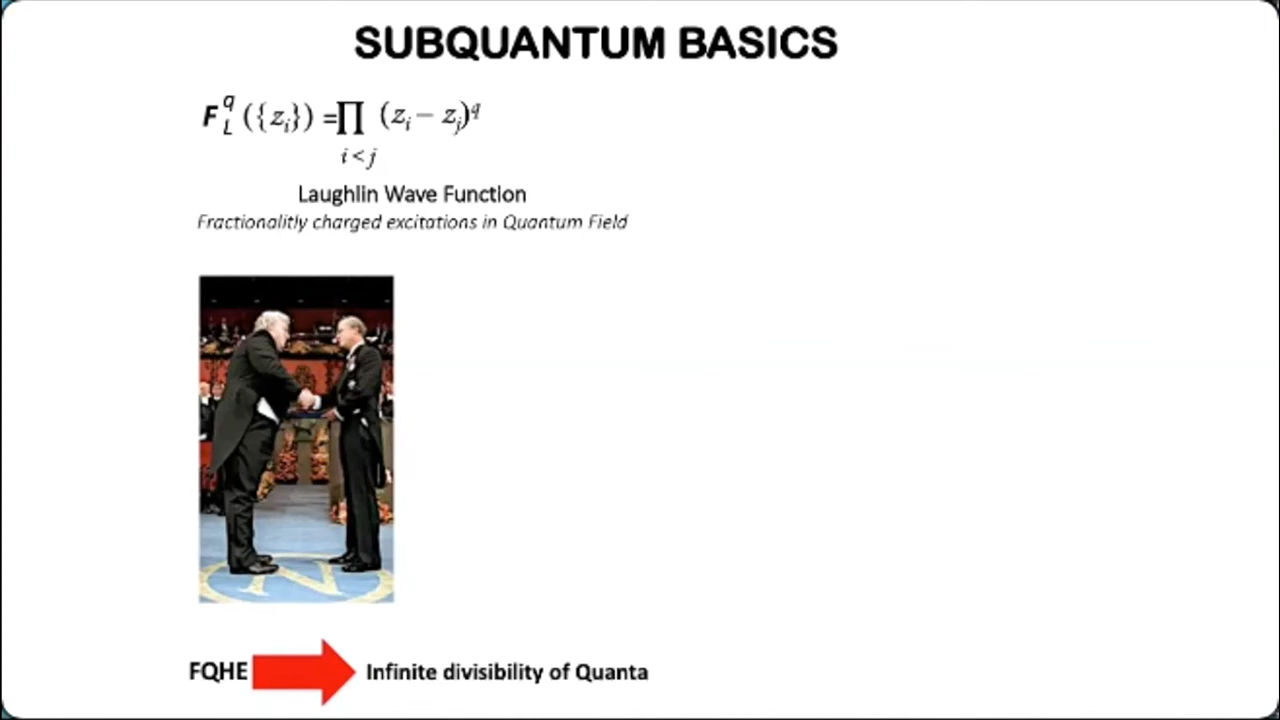 SUBQUANTUM BASICS
F_L^q ({z_i}) = ∏ (z_i − z_j)^q
i < j
Laughlin Wave Function
Fractionalitly charged excitations in Quantum Field
N
FQHE
Infinite divisibility of Quanta